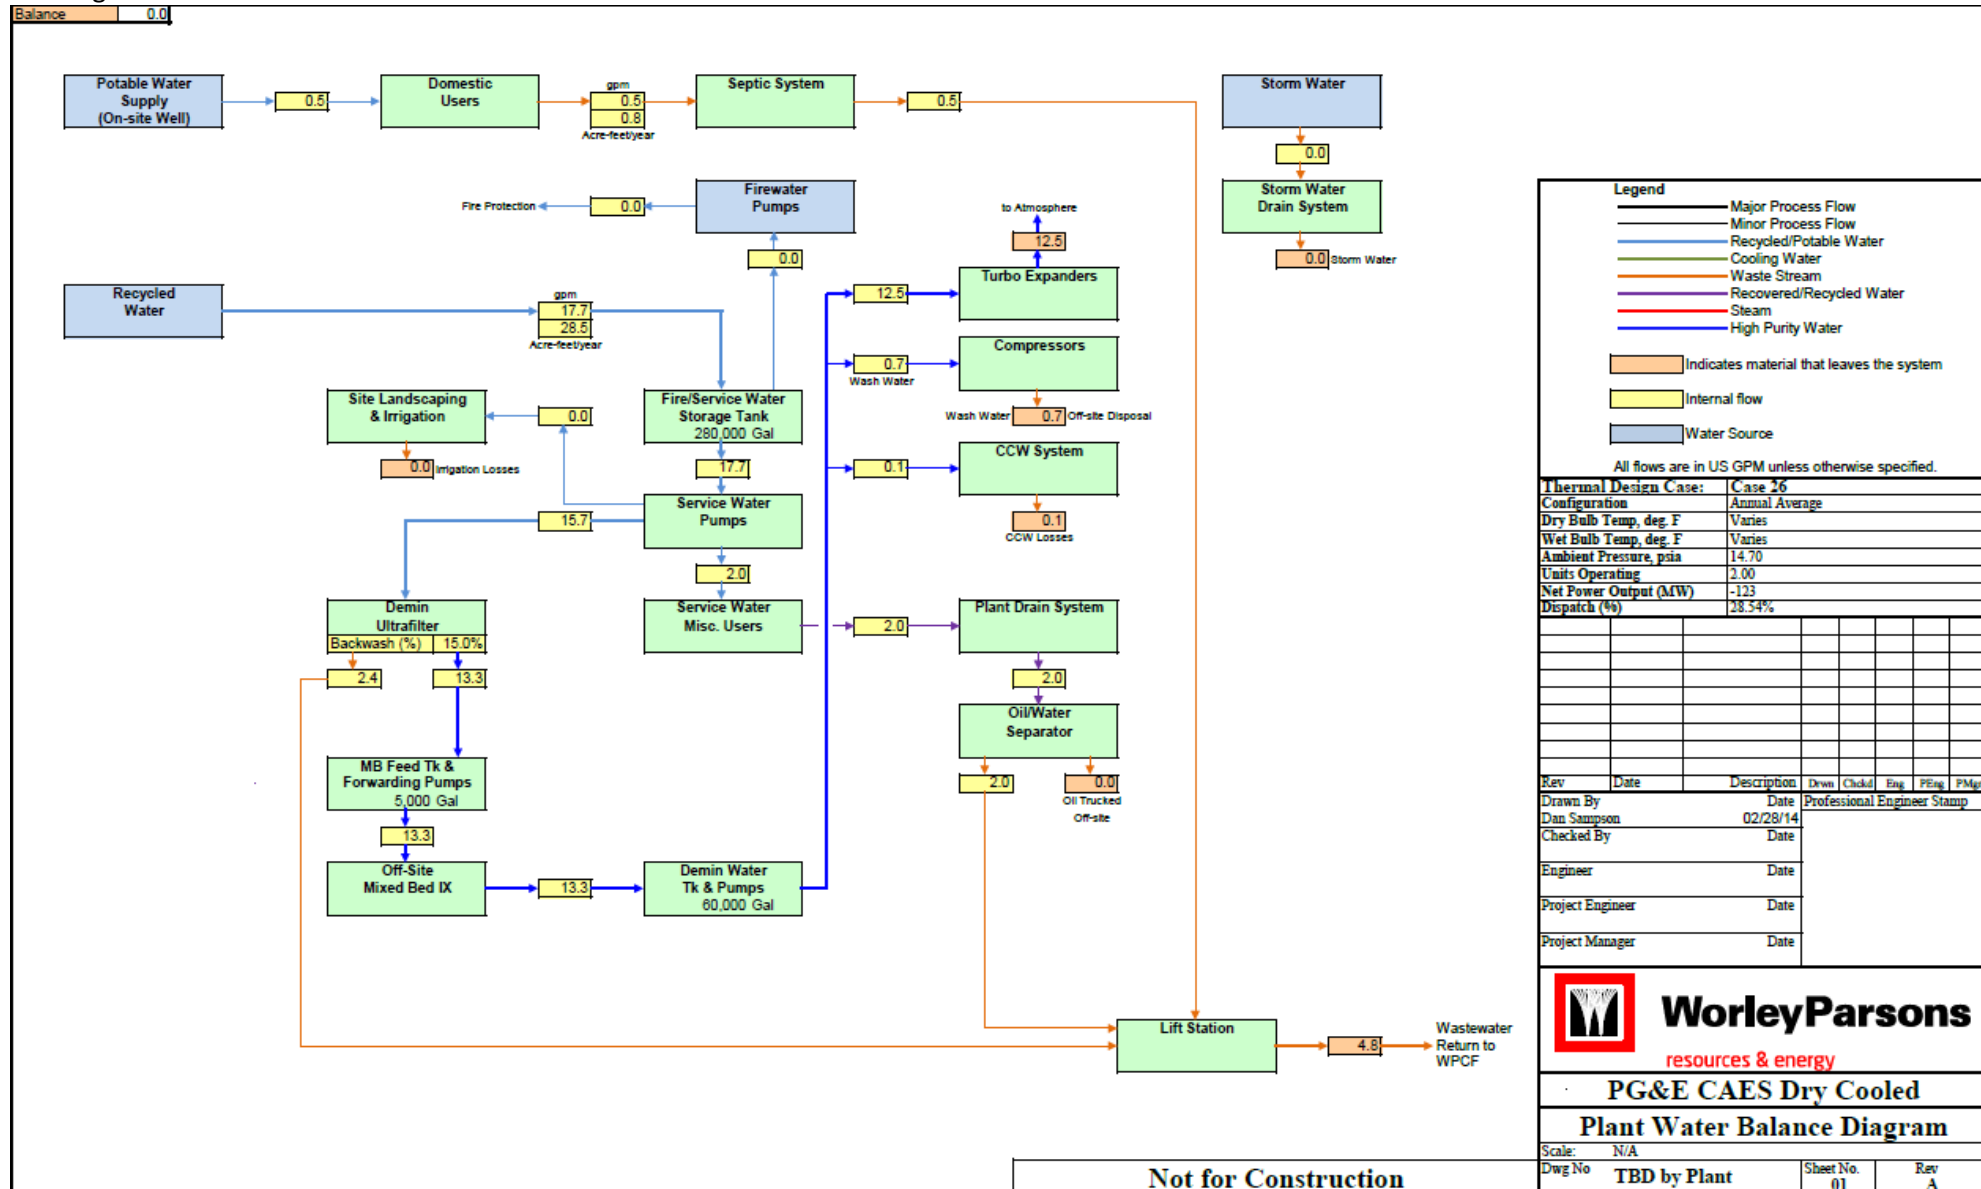 Balance 0.0
Potable Water
Supply
(On-site Well)
0.5
Domestic
Users
gpm
0.5
0.8
Acre-feet/year
Septic System
0.5
Storm Water
0.0
Storm Water
Drain System
0.0 Storm Water
Fire Protection
0.0
Firewater
Pumps
0.0
to Atmosphere
12.5
Turbo Expanders
12.5
Recycled
Water
gpm
17.7
28.5
Acre-feet/year
Compressors
0.7
Wash Water
Wash Water 0.7 Off-site Disposal
Site Landscaping
& Irrigation
0.0
0.0 Irrigation Losses
Fire/Service Water
Storage Tank
280,000 Gal
17.7
CCW System
0.1
0.1
CCW Losses
Service Water
Pumps
15.7
2.0
Demin
Ultrafilter
Backwash (%) 15.0%
2.4
13.3
Service Water
Misc. Users
2.0
Plant Drain System
2.0
Oil/Water
Separator
2.0
0.0
Oil Trucked
Off-site
MB Feed Tk &
Forwarding Pumps
5,000 Gal
13.3
Off-Site
Mixed Bed IX
13.3
Demin Water
Tk & Pumps
60,000 Gal
Lift Station
4.8
Wastewater
Return to
WPCF
Legend
Major Process Flow
Minor Process Flow
Recycled/Potable Water
Cooling Water
Waste Stream
Recovered/Recycled Water
Steam
High Purity Water
Indicates material that leaves the system
Internal flow
Water Source
All flows are in US GPM unless otherwise specified.
Thermal Design Case: Case 26
Configuration Annual Average
Dry Bulb Temp, deg. F Varies
Wet Bulb Temp, deg. F Varies
Ambient Pressure, psia 14.70
Units Operating 2.00
Net Power Output (MW) -123
Dispatch (%) 28.54%
Rev Date Description Drwn Chckd Eng PEng PMgr
Drawn By Date Professional Engineer Stamp
Dan Sampson 02/28/14
Checked By Date
Engineer Date
Project Engineer Date
Project Manager Date
WorleyParsons
resources & energy
PG&E CAES Dry Cooled
Plant Water Balance Diagram
Scale: N/A
Dwg No TBD by Plant
Sheet No.
01
Rev
A
Not for Construction